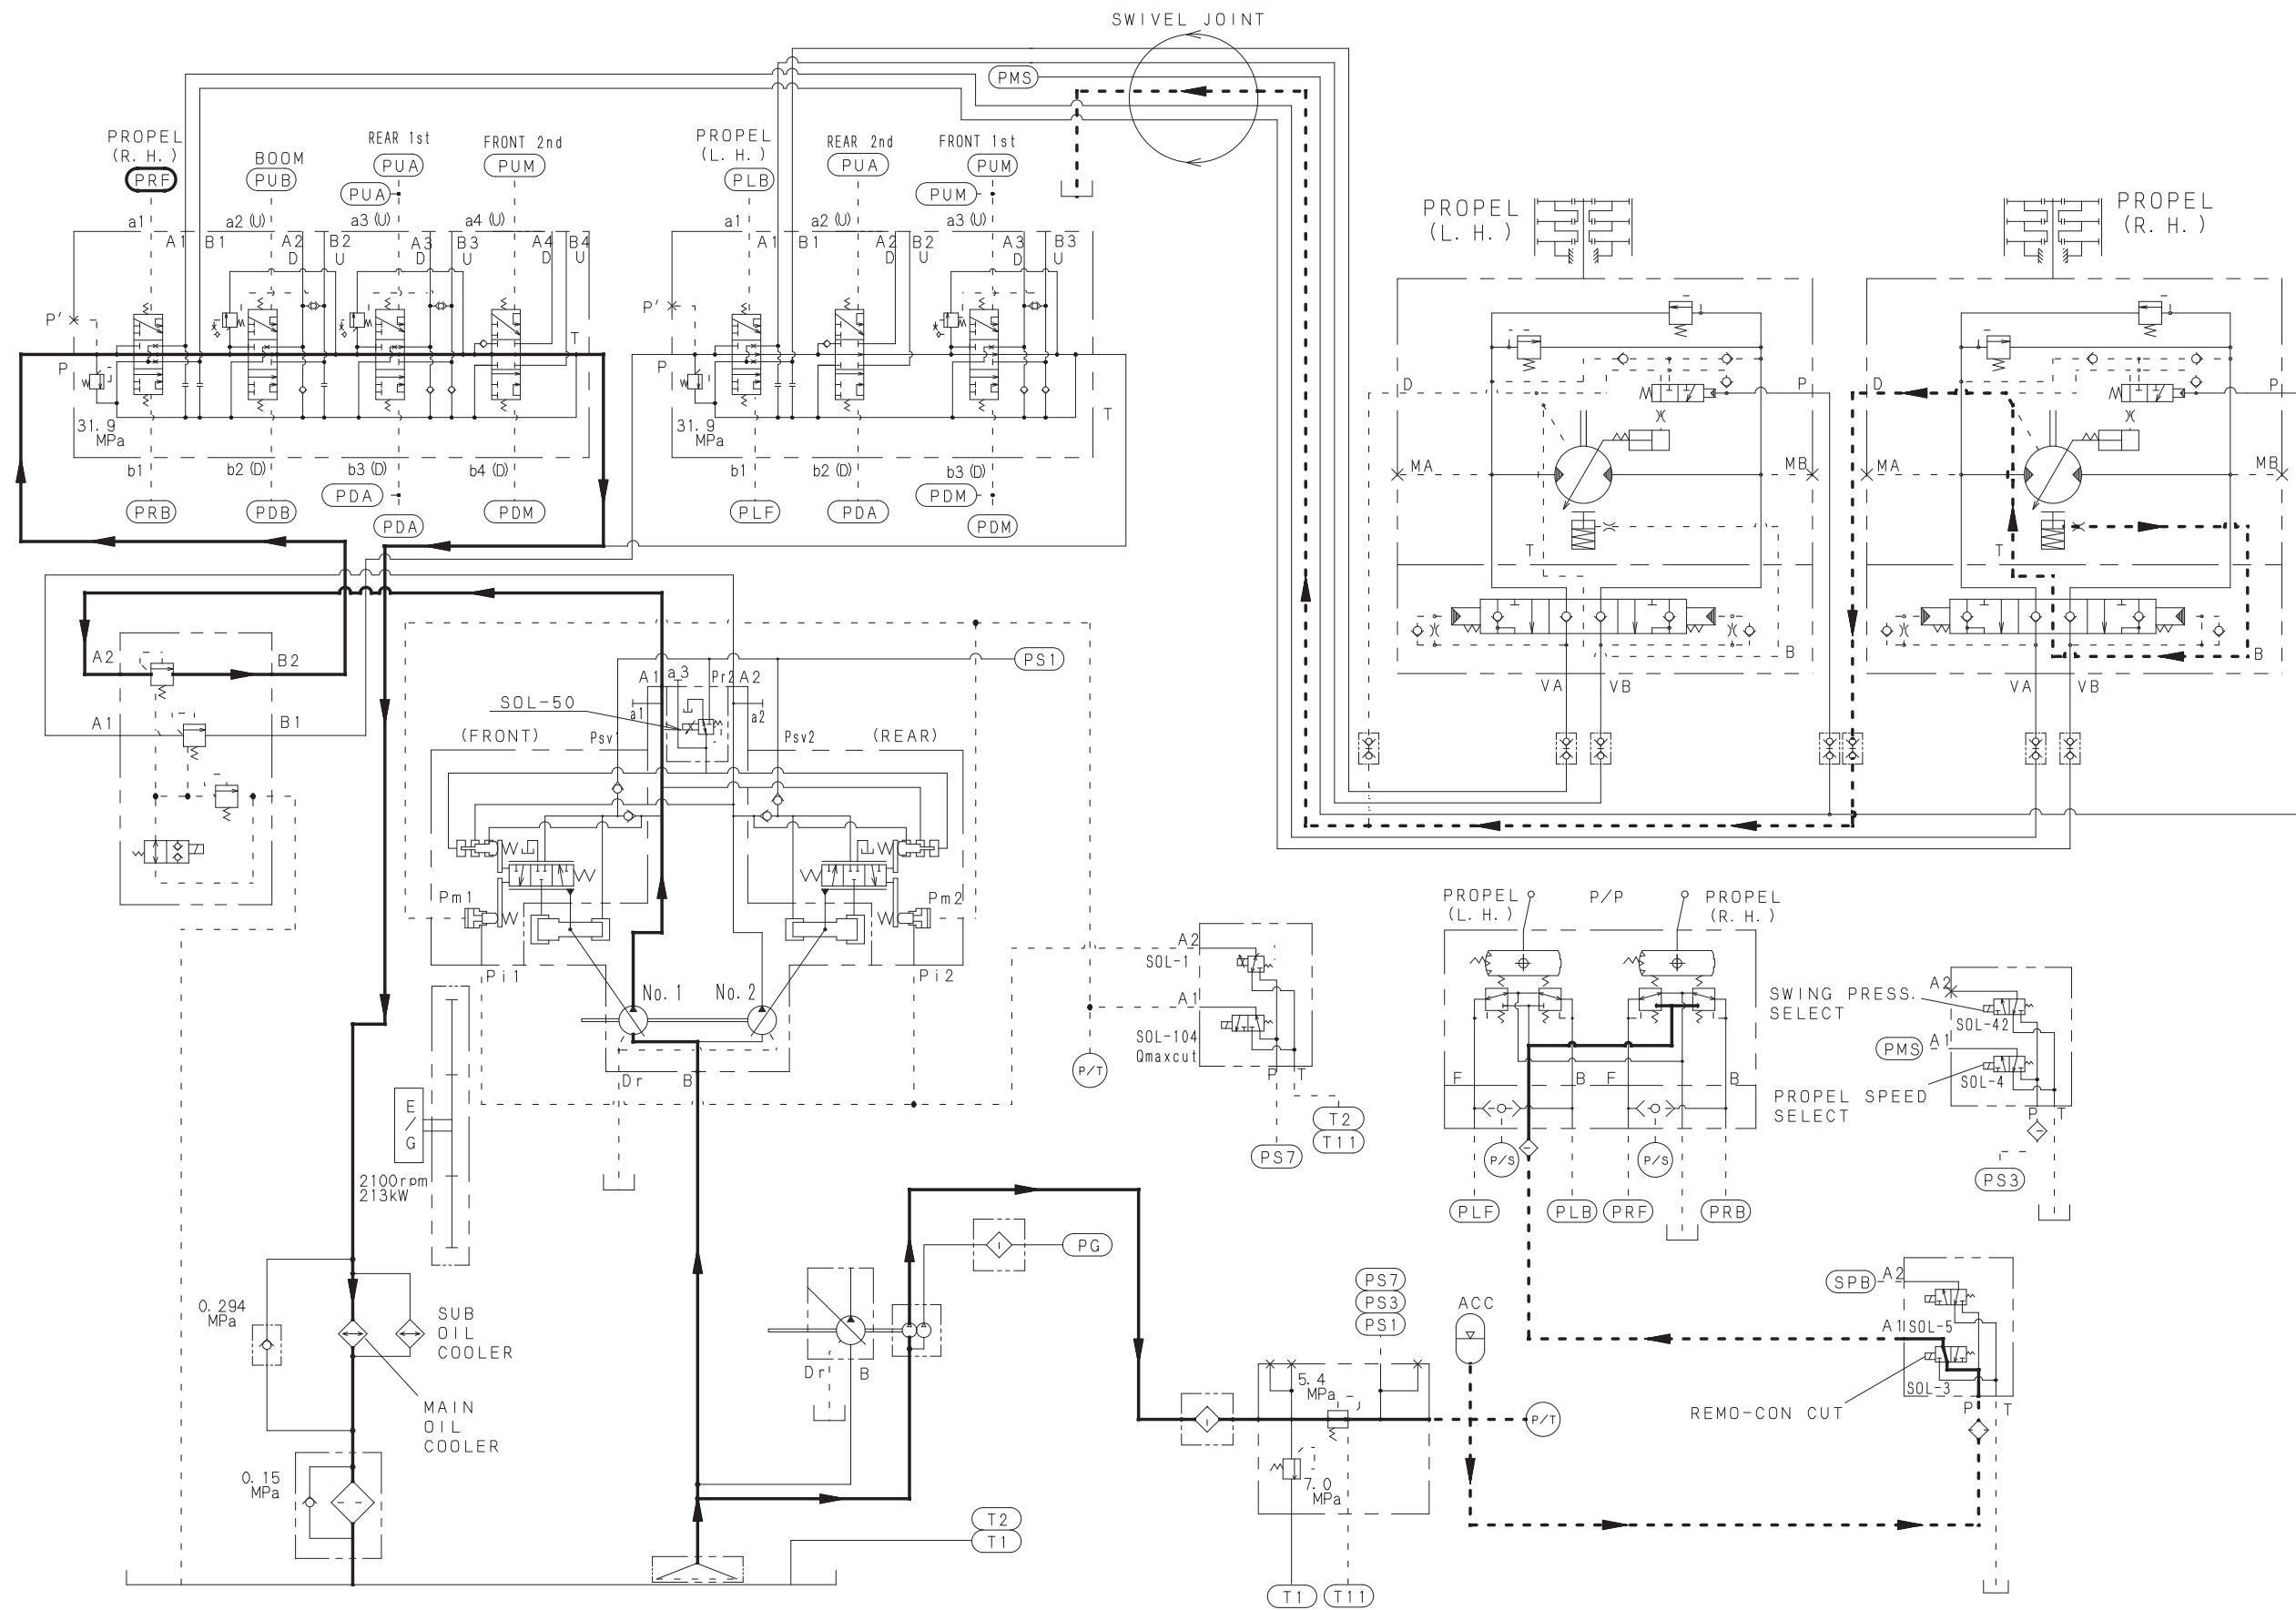 SWIVEL JOINT
PMS
PROPEL
(R. H.)
PRF
BOOM
PUB
REAR 1st
PUA
PUA
FRONT 2nd
PUM
PROPEL
(L. H.)
PLB
REAR 2nd
PUA
FRONT 1st
PUM
PUM
a1
A1
B1
a2 (U)
A2
D
B2
U
a3 (U)
A3
D
B3
U
a4 (U)
A4
D
B4
U
a1
A1
B1
a2 (U)
A2
D
B2
U
a3 (U)
A3
D
B3
U
P'
P
T
31. 9
MPa
P'
P
T
31. 9
MPa
b1
b2 (D)
b3 (D)
b4 (D)
PRB
PDB
PDA
PDA
PDM
b1
b2 (D)
b3 (D)
PLF
PDA
PDM
PDM
PROPEL
(L. H.)
D
P
MA
MB
T
B
VA
VB
PROPEL
(R. H.)
D
P
MA
MB
T
B
VA
VB
A2
B2
A1
B1
SOL-50
(FRONT)
(REAR)
A1
a3
Pr2
A2
a1
a2
Psv1
Psv2
PS1
Pm1
Pm2
Pi1
Pi2
No. 1
No. 2
Dr
B
E
/
G
2100rpm
213kW
P/T
A2
SOL-1
A1
SOL-104
Qmaxcut
P
T
PS7
T2
T11
PROPEL
(L. H.)
P/P
PROPEL
(R. H.)
F
B
F
B
P/S
P/S
PLF
PLB
PRF
PRB
SWING PRESS.
SELECT
A2
SOL-42
PMS
A1
SOL-4
PROPEL SPEED
SELECT
P
T
PS3
0. 294
MPa
SUB
OIL
COOLER
MAIN
OIL
COOLER
0. 15
MPa
PG
Dr
B
T2
T1
PS7
PS3
PS1
ACC
5. 4
MPa
7. 0
MPa
P/T
T1
T11
SPB
A2
A1
SOL-5
SOL-3
REMO-CON CUT
P
T